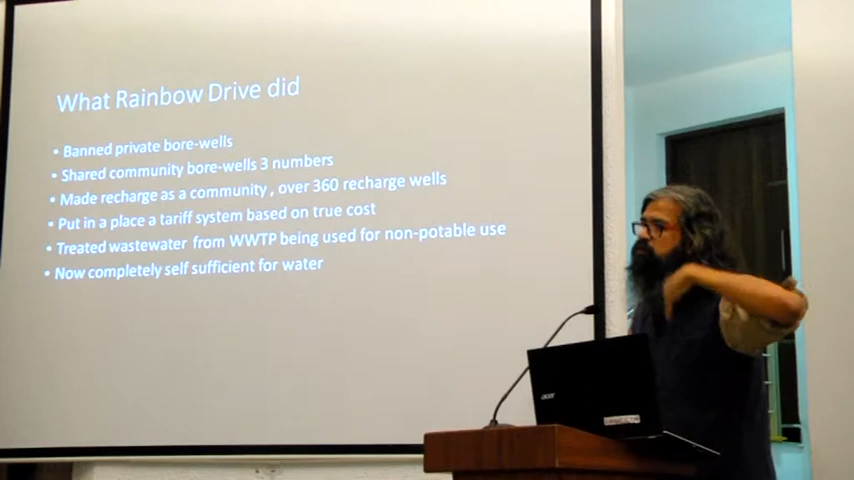 What Rainbow Drive did
• Banned private bore-wells
• Shared community bore-wells 3 numbers
• Made recharge as a community , over 360 recharge wells
• Put in a place a tariff system based on true cost
• Treated wastewater from WWTP being used for non-potable use
• Now completely self sufficient for water
acer